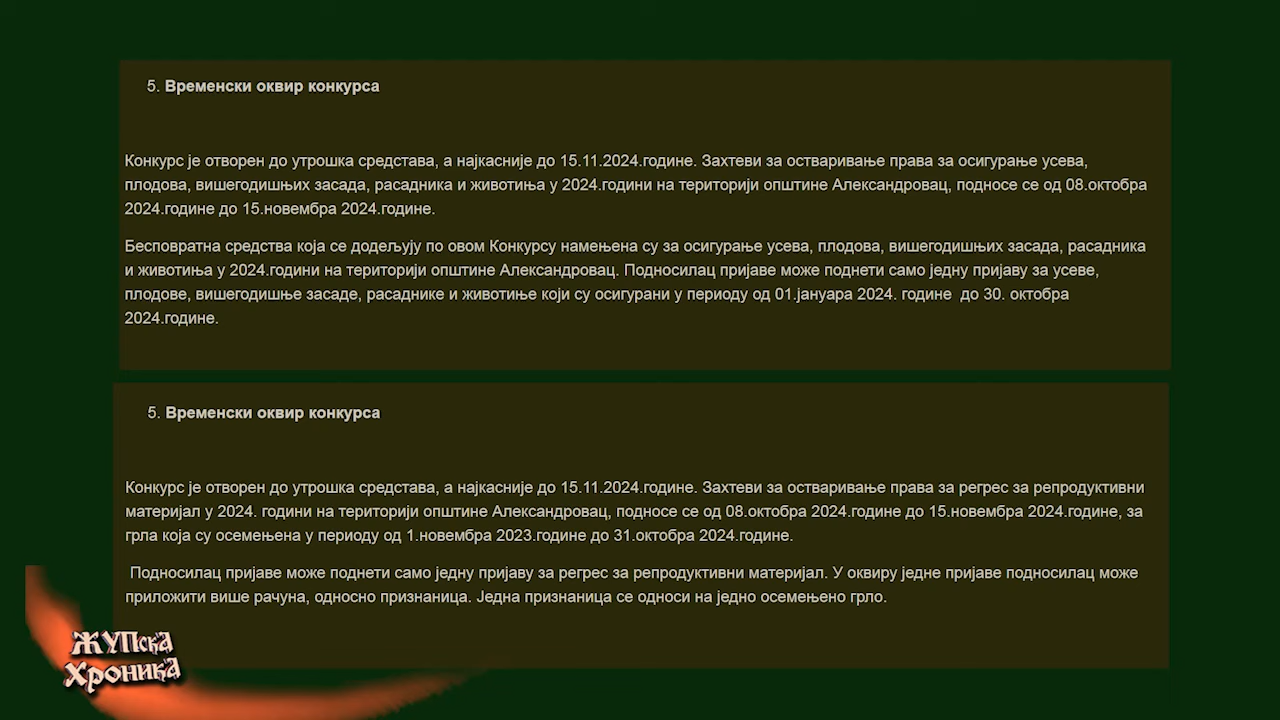 5. Временски оквир конкурса
Конкурс је отворен до утрошка средстава, а најкасније до 15.11.2024.године. Захтеви за остваривање права за осигурање усева,
плодова, вишегодишњих засада, расадника и животиња у 2024.години на територији општине Александровац, подносе се од 08.октобра
2024.године до 15.новембра 2024.године.
Бесповратна средства која се додељују по овом Конкурсу намењена су за осигурање усева, плодова, вишегодишњих засада, расадника
и животиња у 2024.години на територији општине Александровац. Подносилац пријаве може поднети само једну пријаву за усеве,
плодове, вишегодишње засаде, расаднике и животиње који су осигурани у периоду од 01.јануара 2024. године до 30. октобра
2024.године.
5. Временски оквир конкурса
Конкурс је отворен до утрошка средстава, а најкасније до 15.11.2024.године. Захтеви за остваривање права за регрес за репродуктивни
материјал у 2024. години на територији општине Александровац, подносе се од 08.октобра 2024.године до 15.новембра 2024.године, за
грла која су осемењена у периоду од 1.новембра 2023.године до 31.октобра 2024.године.
Подносилац пријаве може поднети само једну пријаву за регрес за репродуктивни материјал. У оквиру једне пријаве подносилац може
приложити више рачуна, односно признаница. Једна признаница се односи на једно осемењено грло.
ЖУПска
Хроника